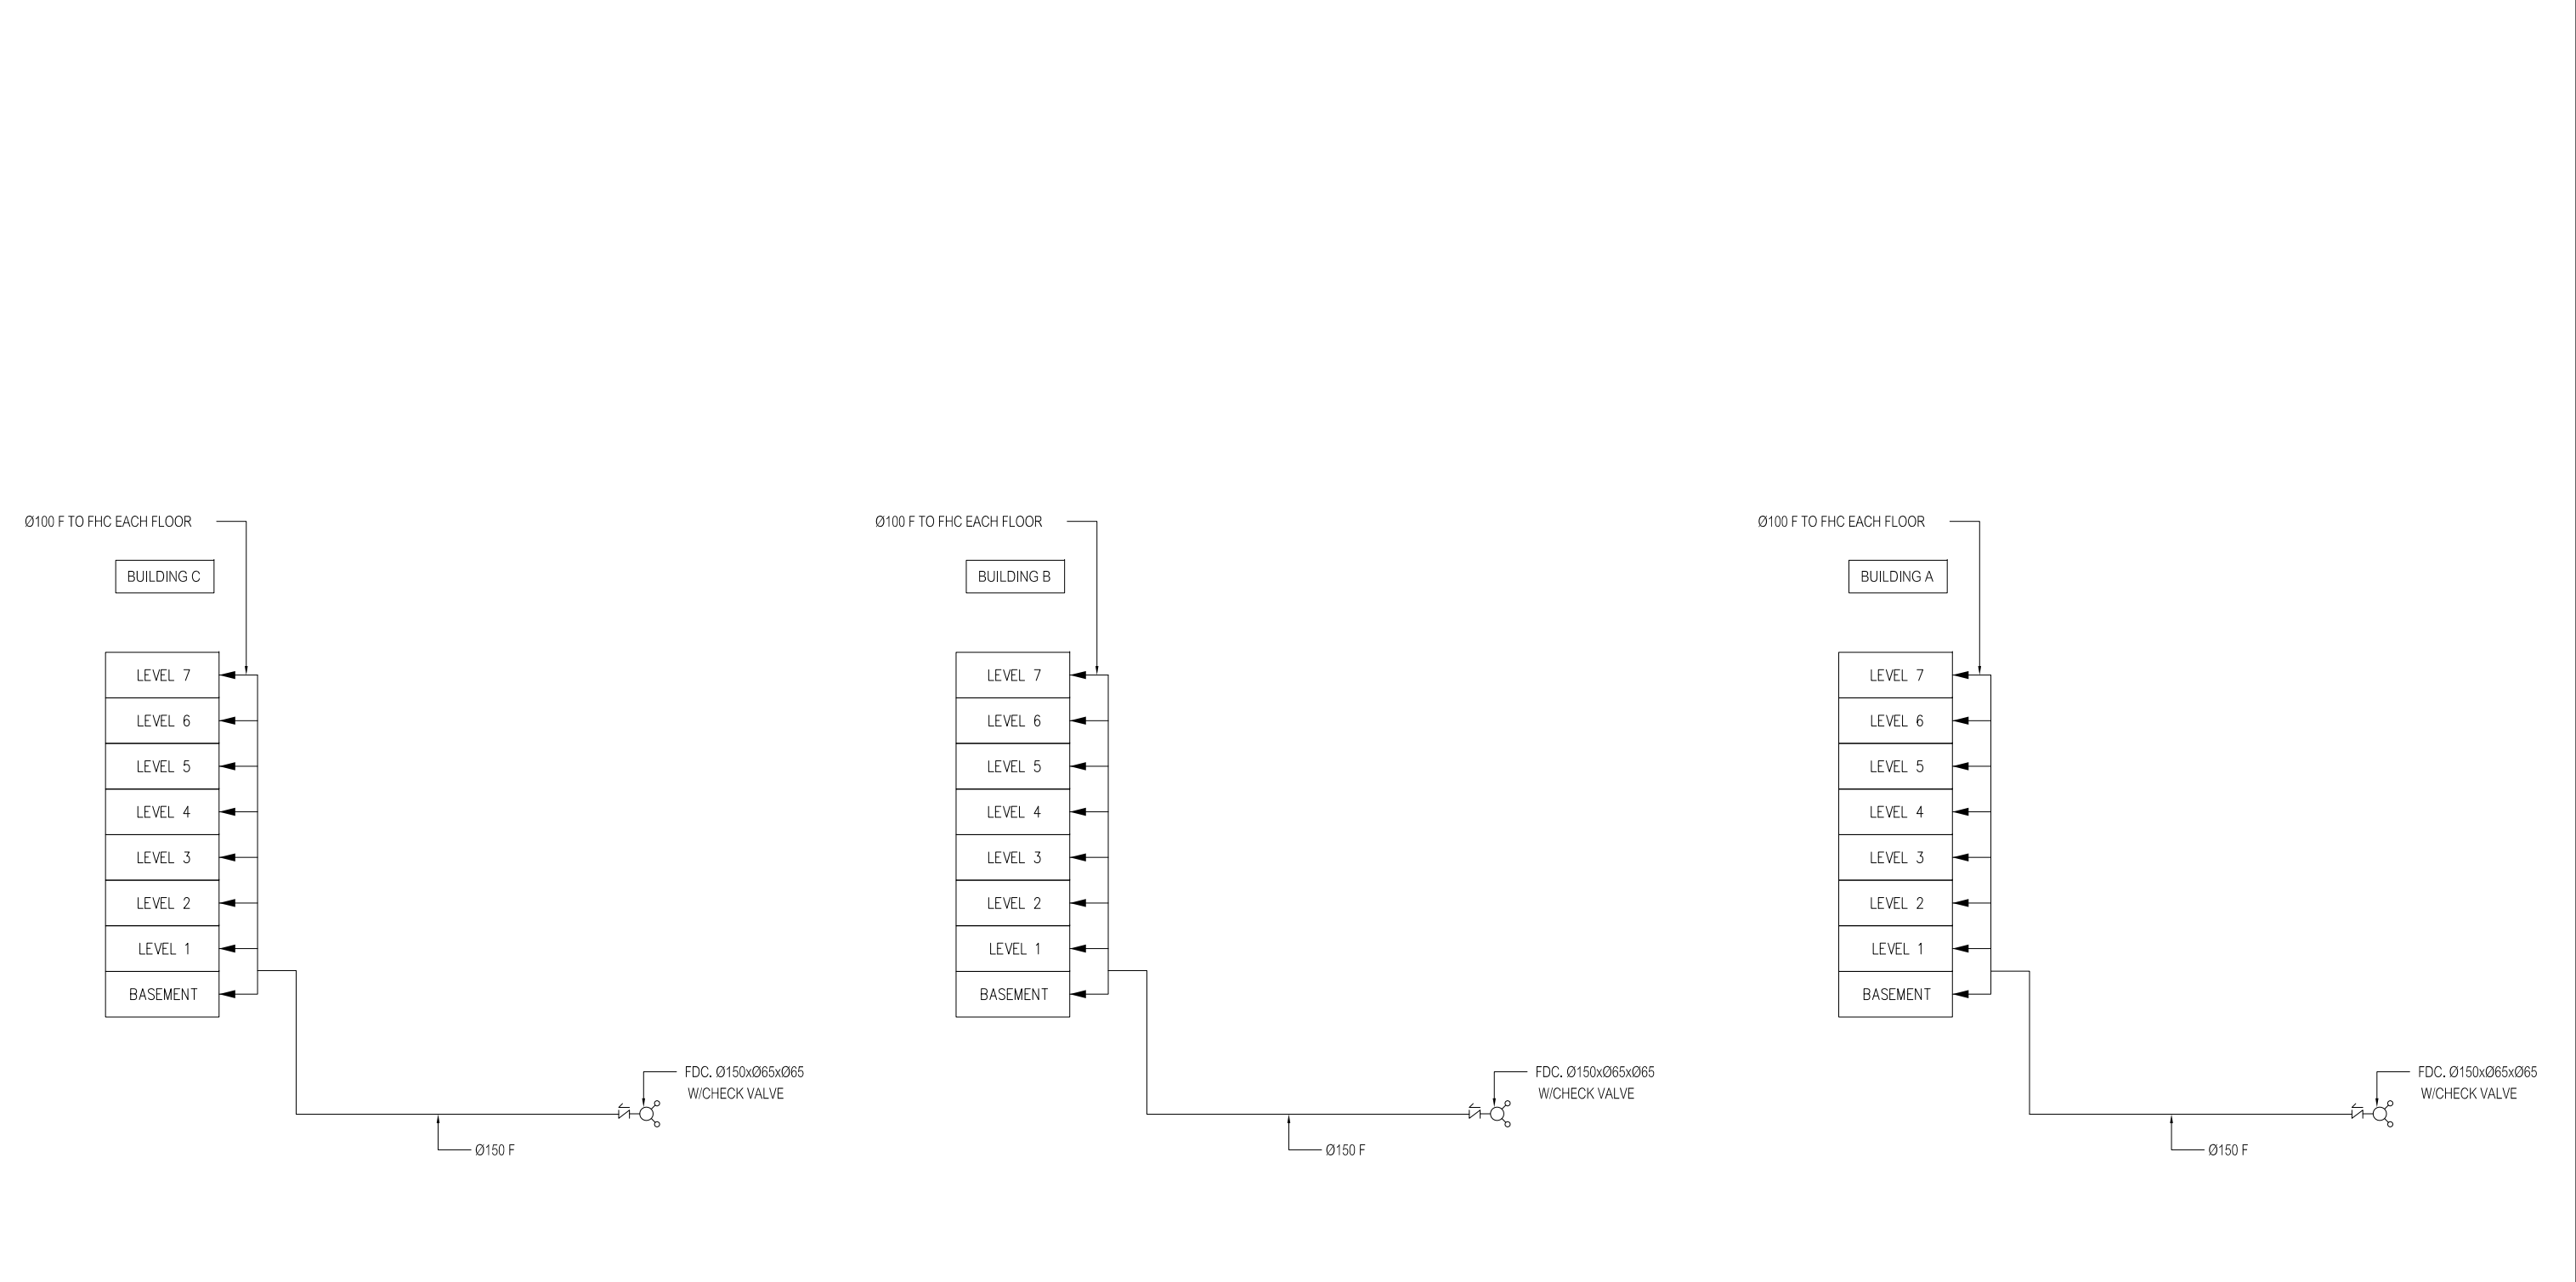 Ø100 F TO FHC EACH FLOOR
BUILDING C
LEVEL 7
LEVEL 6
LEVEL 5
LEVEL 4
LEVEL 3
LEVEL 2
LEVEL 1
BASEMENT
FDC. Ø150xØ65xØ65
W/CHECK VALVE
Ø150 F
Ø100 F TO FHC EACH FLOOR
BUILDING B
LEVEL 7
LEVEL 6
LEVEL 5
LEVEL 4
LEVEL 3
LEVEL 2
LEVEL 1
BASEMENT
FDC. Ø150xØ65xØ65
W/CHECK VALVE
Ø150 F
Ø100 F TO FHC EACH FLOOR
BUILDING A
LEVEL 7
LEVEL 6
LEVEL 5
LEVEL 4
LEVEL 3
LEVEL 2
LEVEL 1
BASEMENT
FDC. Ø150xØ65xØ65
W/CHECK VALVE
Ø150 F